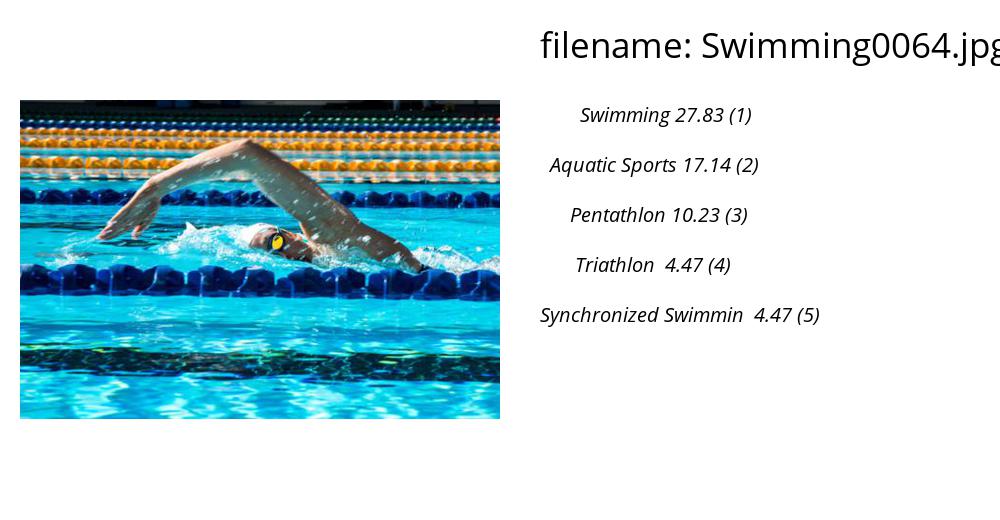 filename: Swimming0064.jpg
Swimming 27.83 (1)
Aquatic Sports 17.14 (2)
Pentathlon 10.23 (3)
Triathlon 4.47 (4)
Synchronized Swimmin 4.47 (5)